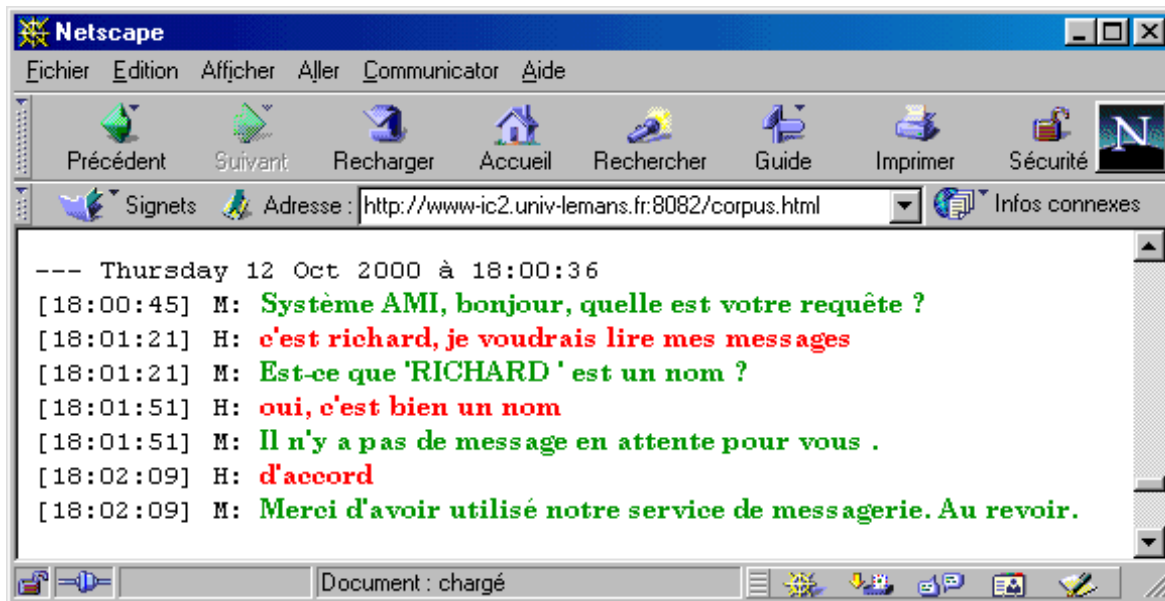 Netscape
Fichier Edition Afficher Aller Communicator Aide
Précédent Suivant Recharger Accueil Rechercher Guide Imprimer Sécurité N
Signets Adresse : http://www-ic2.univ-lemans.fr:8082/corpus.html Infos connexes
--- Thursday 12 Oct 2000 à 18:00:36
[18:00:45] M: Système AMI, bonjour, quelle est votre requête ?
[18:01:21] H: c'est richard, je voudrais lire mes messages
[18:01:21] M: Est-ce que 'RICHARD ' est un nom ?
[18:01:51] H: oui, c'est bien un nom
[18:01:51] M: Il n'y a pas de message en attente pour vous .
[18:02:09] H: d'accord
[18:02:09] M: Merci d'avoir utilisé notre service de messagerie. Au revoir.
Document : chargé